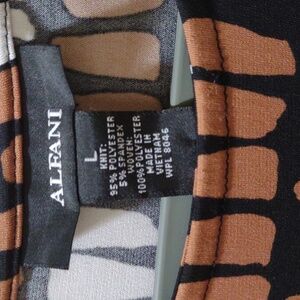 ALFANI
L
KNIT:
95% POLYESTER
5% SPANDEX
WOVEN:
100%POLYESTER
MADE IN
VIETNAM
WPL 8046